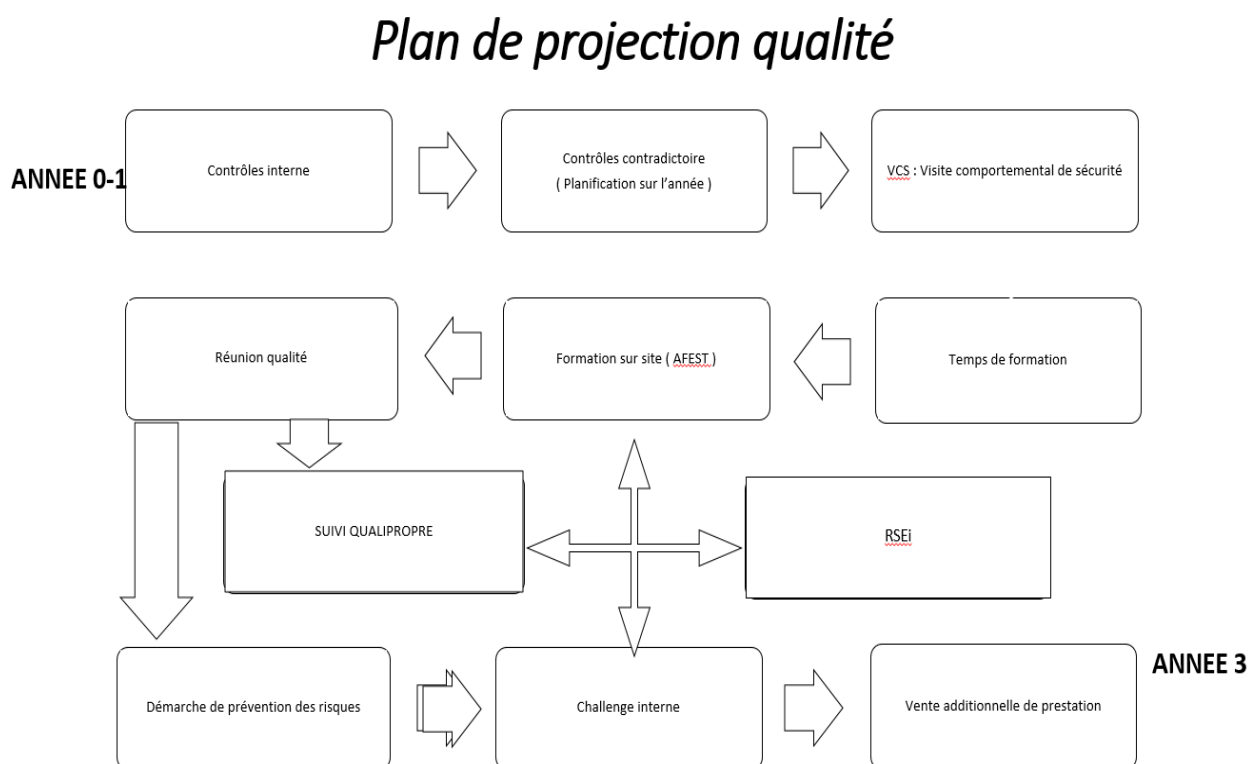 Plan de projection qualité
ANNEE 0-1
Contrôles interne
Contrôles contradictoire
( Planification sur l'année )
VCS : Visite comportemental de sécurité
Réunion qualité
Formation sur site ( AFEST )
Temps de formation
SUIVI QUALIPROPRE
RSEi
Démarche de prévention des risques
Challenge interne
Vente additionnelle de prestation
ANNEE 3